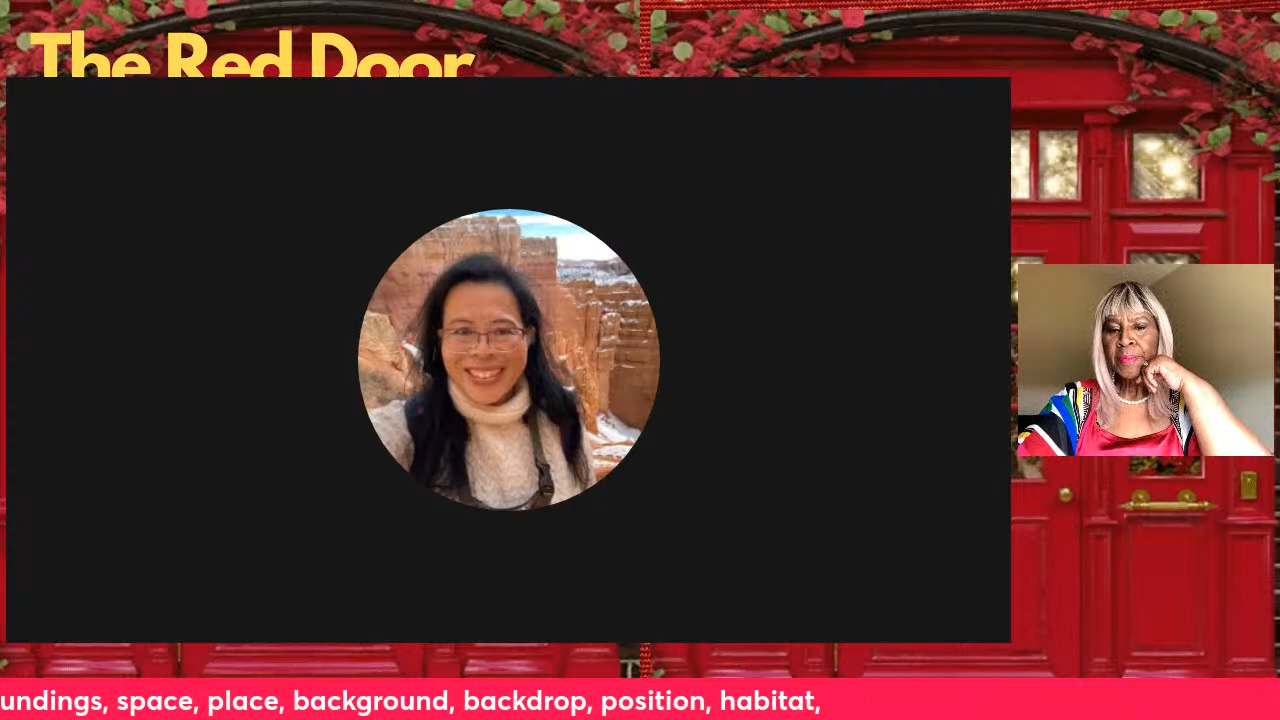 The Red Door
undings, space, place, background, backdrop, position, habitat,